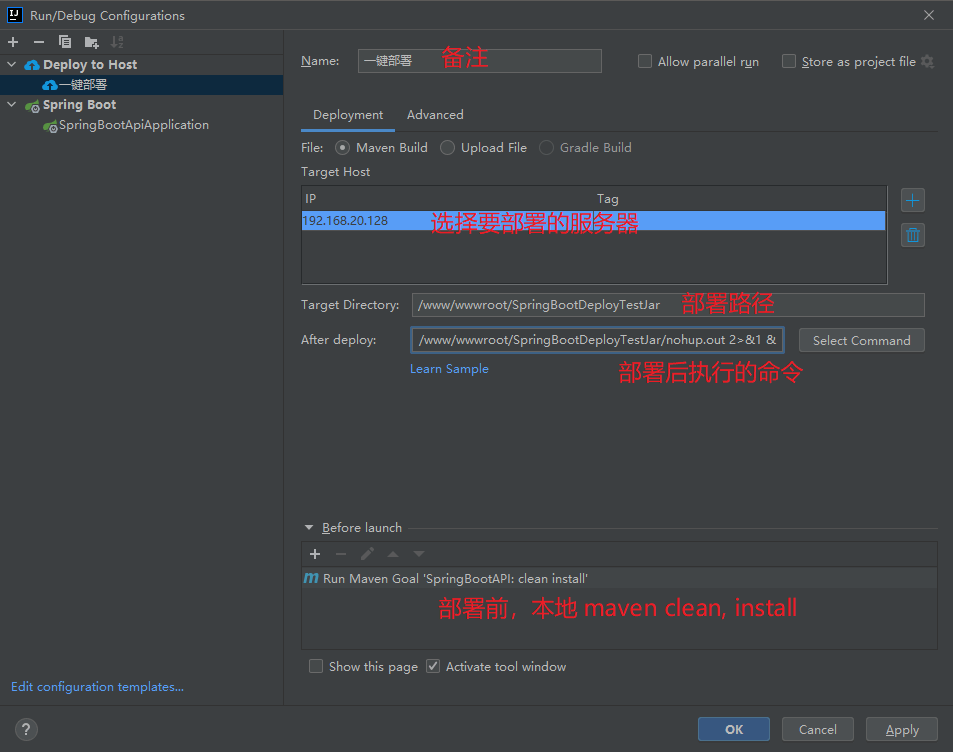 Run/Debug Configurations
Deploy to Host
一键部署
Spring Boot
SpringBootApiApplication
Name: 一键部署 备注 Allow parallel run Store as project file
Deployment Advanced
File: Maven Build Upload File Gradle Build
Target Host
IP Tag
192.168.20.128 选择要部署的服务器
Target Directory: /www/wwwroot/SpringBootDeployTestJar 部署路径
After deploy: /www/wwwroot/SpringBootDeployTestJar/nohup.out 2>&1 & Select Command
Learn Sample 部署后执行的命令
Before launch
m Run Maven Goal 'SpringBootAPI: clean install'
部署前，本地 maven clean, install
Show this page Activate tool window
Edit configuration templates...
? OK Cancel Apply